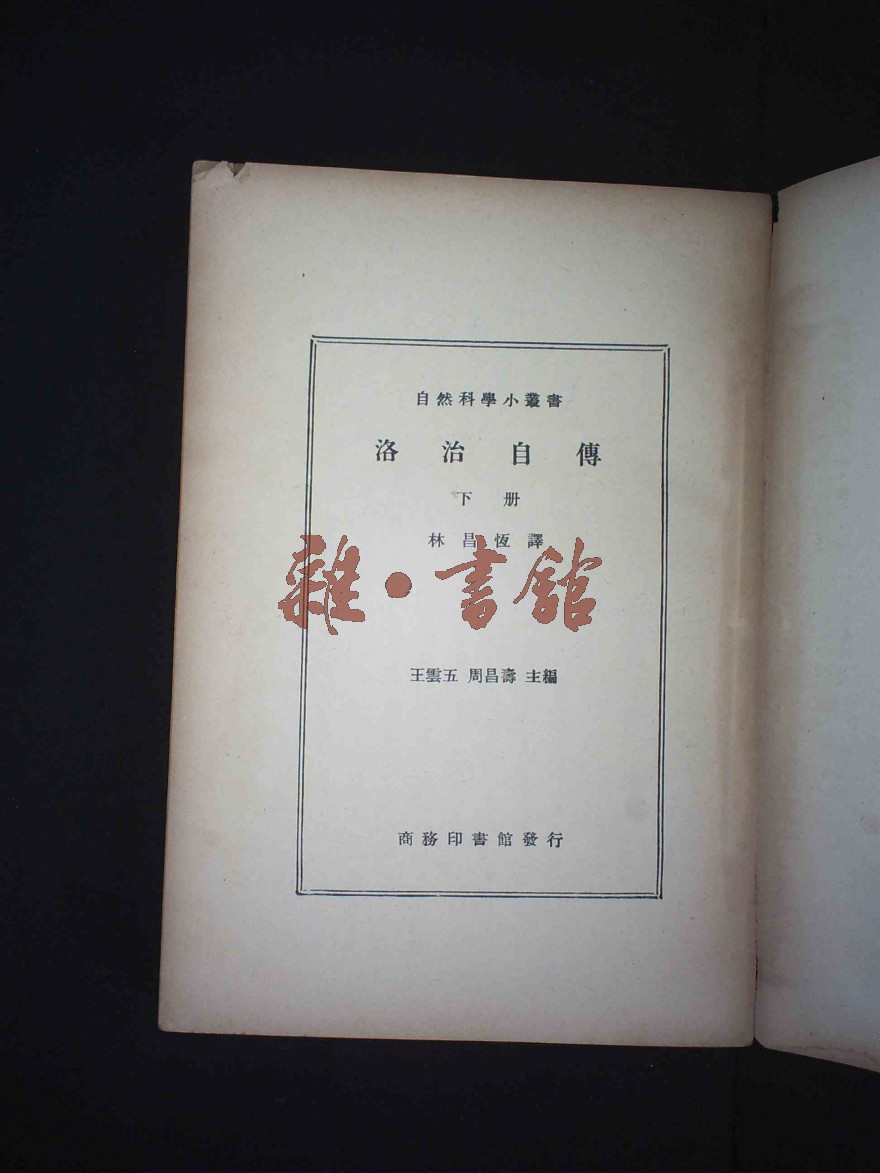 自然科學小叢書
洛治自傳
下册
林昌恆譯
雜·書館
王雲五 周昌壽 主編
商務印書館發行